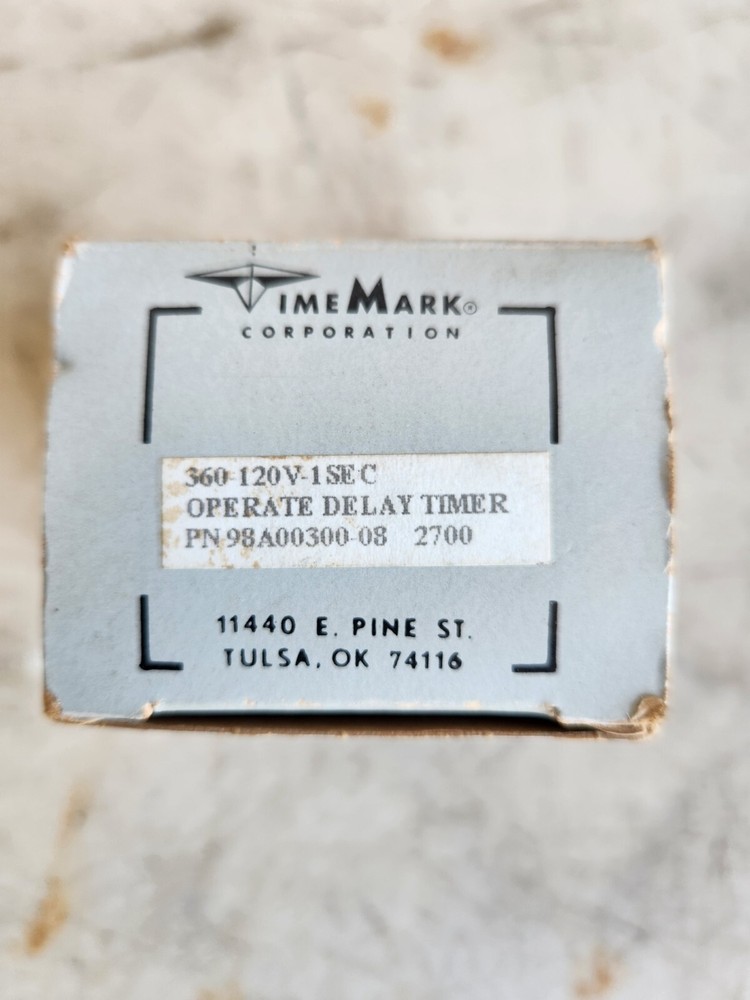 TIMEMARK®
CORPORATION
360-120V-1SEC
OPERATE DELAY TIMER
PN 98A00300-08 2700
11440 E. PINE ST.
TULSA, OK 74116